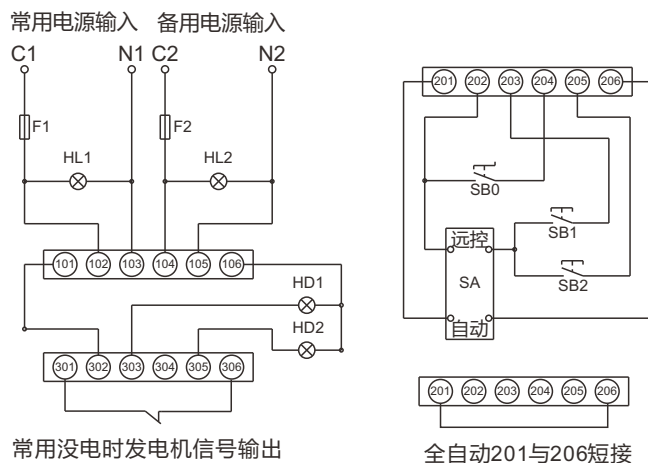 常用电源输入 备用电源输入
C1 N1 C2 N2
F1 F2
HL1 HL2
101 102 103 104 105 106
HD1
HD2
301 302 303 304 305 306
常用没电时发电机信号输出
201 202 203 204 205 206
SB0
SB1
远控
SA
SB2
自动
201 202 203 204 205 206
全自动201与206短接